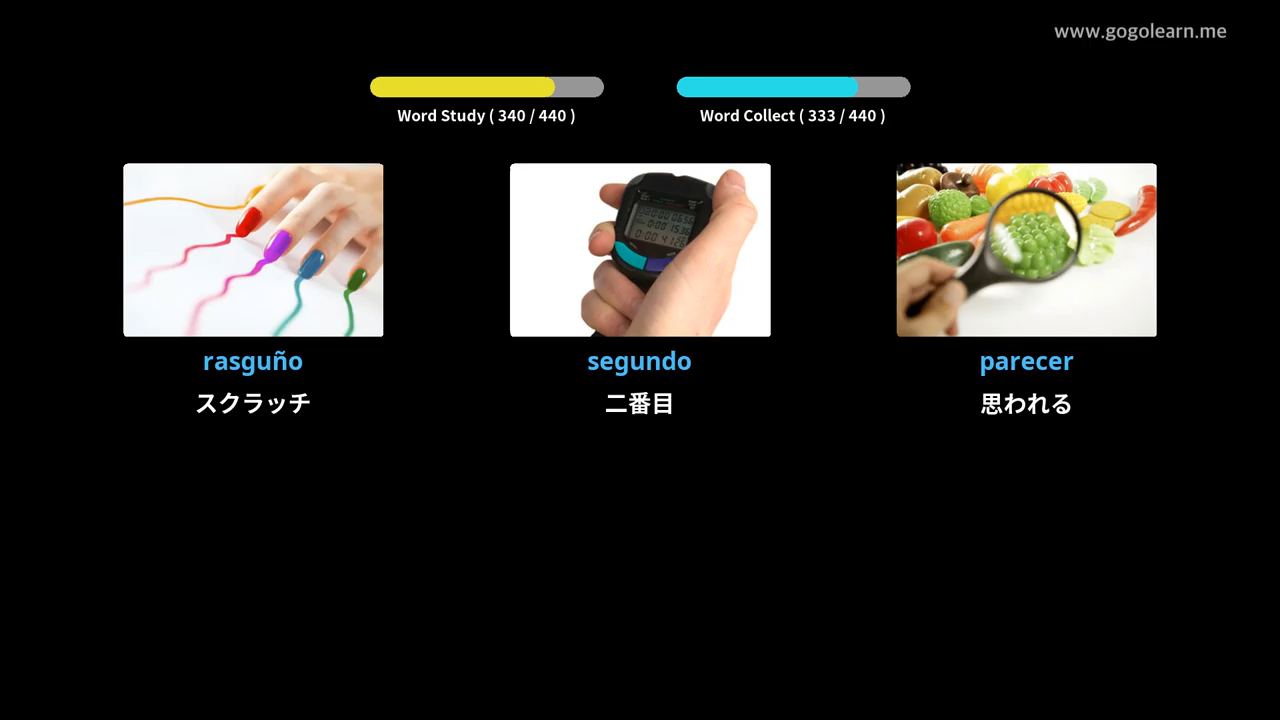 www.gogolearn.me
Word Study ( 340 / 440 )
Word Collect ( 333 / 440 )
rasguño
スクラッチ
segundo
二番目
parecer
思われる